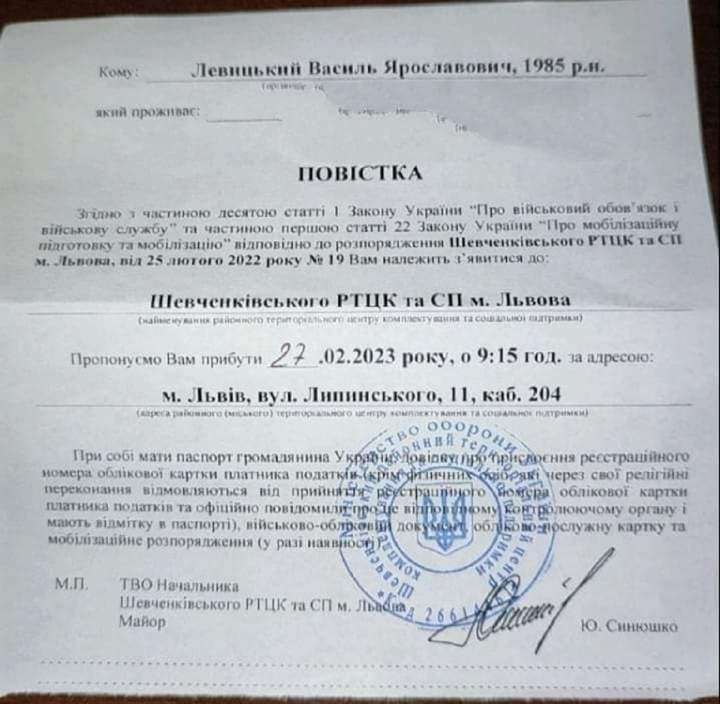 Кому: Левицький Василь Ярославович, 1985 р.н.
який проживає:
ПОВІСТКА
Згідно з частиною десятою статті 1 Закону України “Про військовий обов’язок і
військову службу” та частиною першою статті 22 Закону України “Про мобілізаційну
підготовку та мобілізацію” відповідно до розпорядження Шевченківського РТЦК та СП
м. Львова, від 25 лютого 2022 року № 19 Вам належить з’явитися до:
Шевченківського РТЦК та СП м. Львова
(найменування районного територіального центру комплектування та соціальної підтримки)
Пропонуємо Вам прибути 27.02.2023 року, о 9:15 год. за адресою:
м. Львів, вул. Липинського, 11, каб. 204
(адреса районного (міського) територіального центру комплектування та соціальної підтримки)
При собі мати паспорт громадянина України, довідку про присвоєння реєстраційного
номера облікової картки платника податків (крім фізичних осіб, які через свої релігійні
переконання відмовляються від прийняття реєстраційного номера облікової картки
платника податків та офіційно повідомили про це відповідному контролюючому органу і
мають відмітку в паспорті), військово-обліковий документ, обліково-послужну картку та
мобілізаційне розпорядження (у разі наявності).
М.П. ТВО Начальника
Шевченківського РТЦК та СП м. Львова
Майор Ю. Синюшко